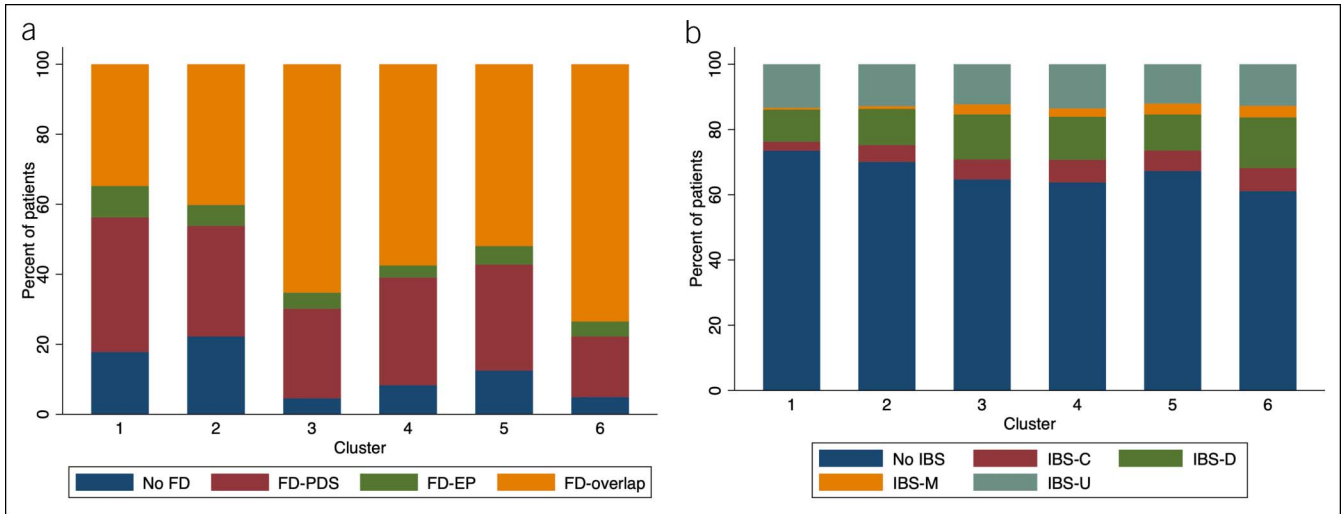 a
Percent of patients
100
80
60
40
20
0
1 2 3 4 5 6
Cluster
No FD FD-PDS FD-EP FD-overlap
b
Percent of patients
100
80
60
40
20
0
1 2 3 4 5 6
Cluster
No IBS IBS-C IBS-D
IBS-M IBS-U